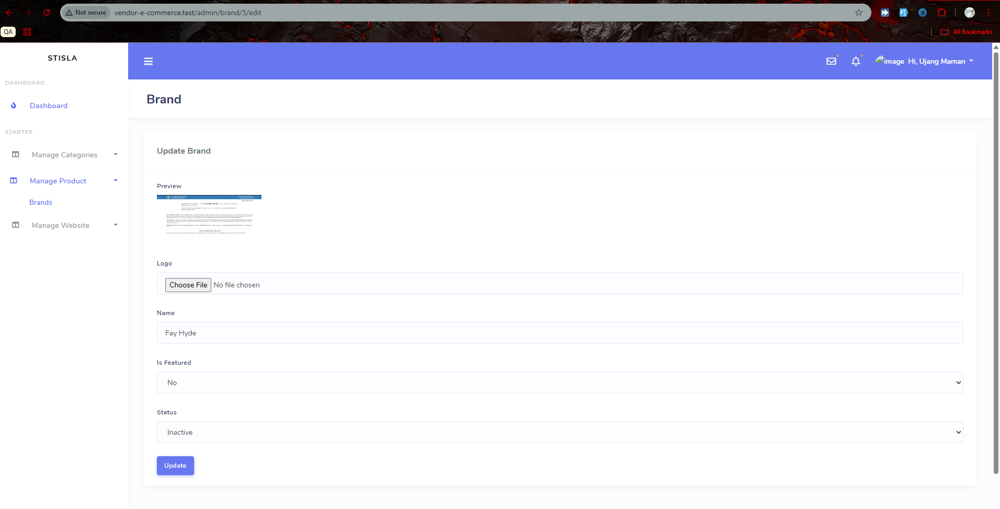 Not secure
vendor-e-commerce.test/admin/brand/3/edit
QA
All Bookmarks
STISLA
image Hi, Ujang Maman
DASHBOARD
Dashboard
STARTER
Manage Categories
Manage Product
Brands
Manage Website
Brand
Update Brand
Preview
Logo
Choose File No file chosen
Name
Fay Hyde
Is Featured
No
Status
Inactive
Update